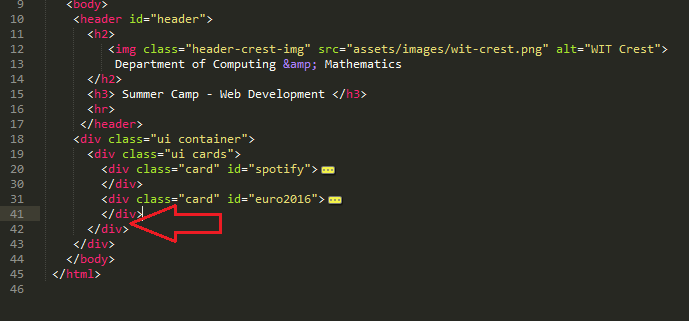 9 <body>
10 <header id="header">
11 <h2>
12 <img class="header-crest-img" src="assets/images/wit-crest.png" alt="WIT Crest">
13 Department of Computing &amp; Mathematics
14 </h2>
15 <h3> Summer Camp - Web Development </h3>
16 <hr>
17 </header>
18 <div class="ui container">
19 <div class="ui cards">
20 <div class="card" id="spotify">
30 </div>
31 <div class="card" id="euro2016">
41 </div>
42 </div>
43 </div>
44 </body>
45 </html>
46